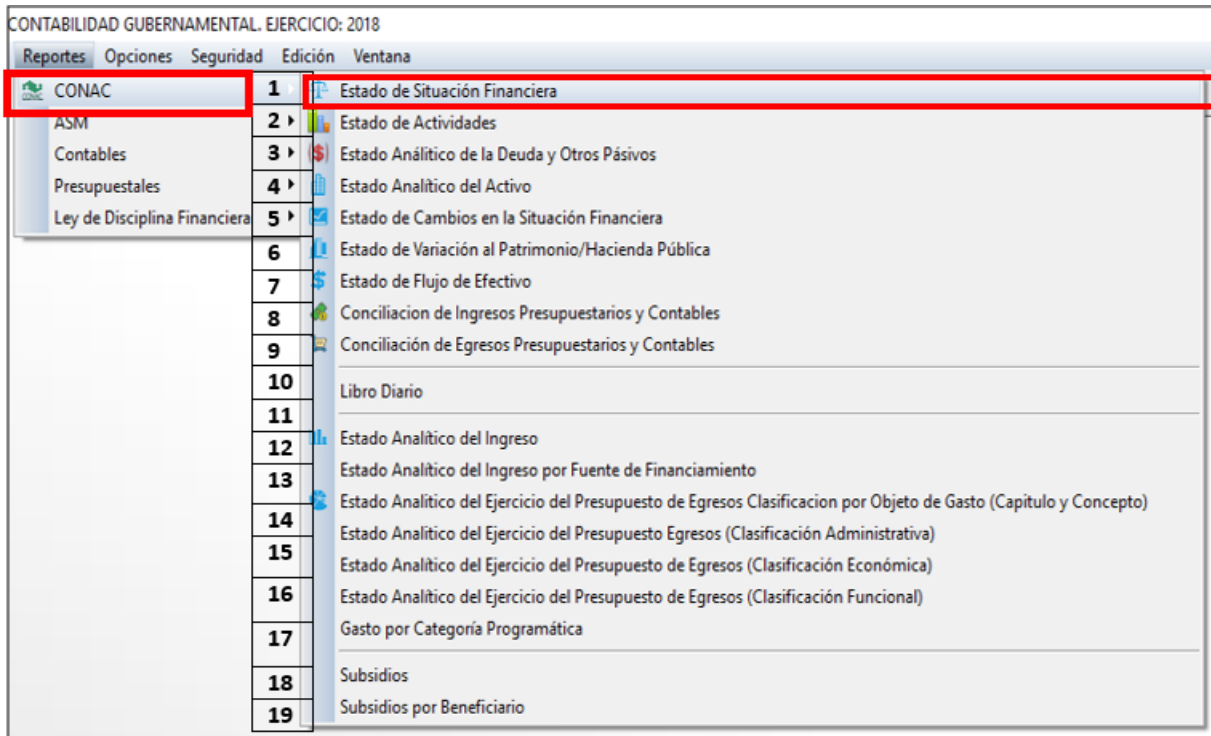 CONTABILIDAD GUBERNAMENTAL. EJERCICIO: 2018
Reportes Opciones Seguridad Edición Ventana
CONAC 1 Estado de Situación Financiera
ASM 2 Estado de Actividades
Contables 3 Estado Análitico de la Deuda y Otros Pásivos
Presupuestales 4 Estado Analítico del Activo
Ley de Disciplina Financiera 5 Estado de Cambios en la Situación Financiera
6 Estado de Variación al Patrimonio/Hacienda Pública
7 Estado de Flujo de Efectivo
8 Conciliacion de Ingresos Presupuestarios y Contables
9 Conciliación de Egresos Presupuestarios y Contables
10 Libro Diario
11
12 Estado Analítico del Ingreso
13 Estado Analítico del Ingreso por Fuente de Financiamiento
Estado Analítico del Ejercicio del Presupuesto de Egresos Clasificacion por Objeto de Gasto (Capitulo y Concepto)
14 Estado Analítico del Ejercicio del Presupuesto Egresos (Clasificación Administrativa)
15 Estado Analítico del Ejercicio del Presupuesto de Egresos (Clasificación Económica)
16 Estado Analítico del Ejercicio del Presupuesto de Egresos (Clasificación Funcional)
17 Gasto por Categoría Programática
18 Subsidios
19 Subsidios por Beneficiario